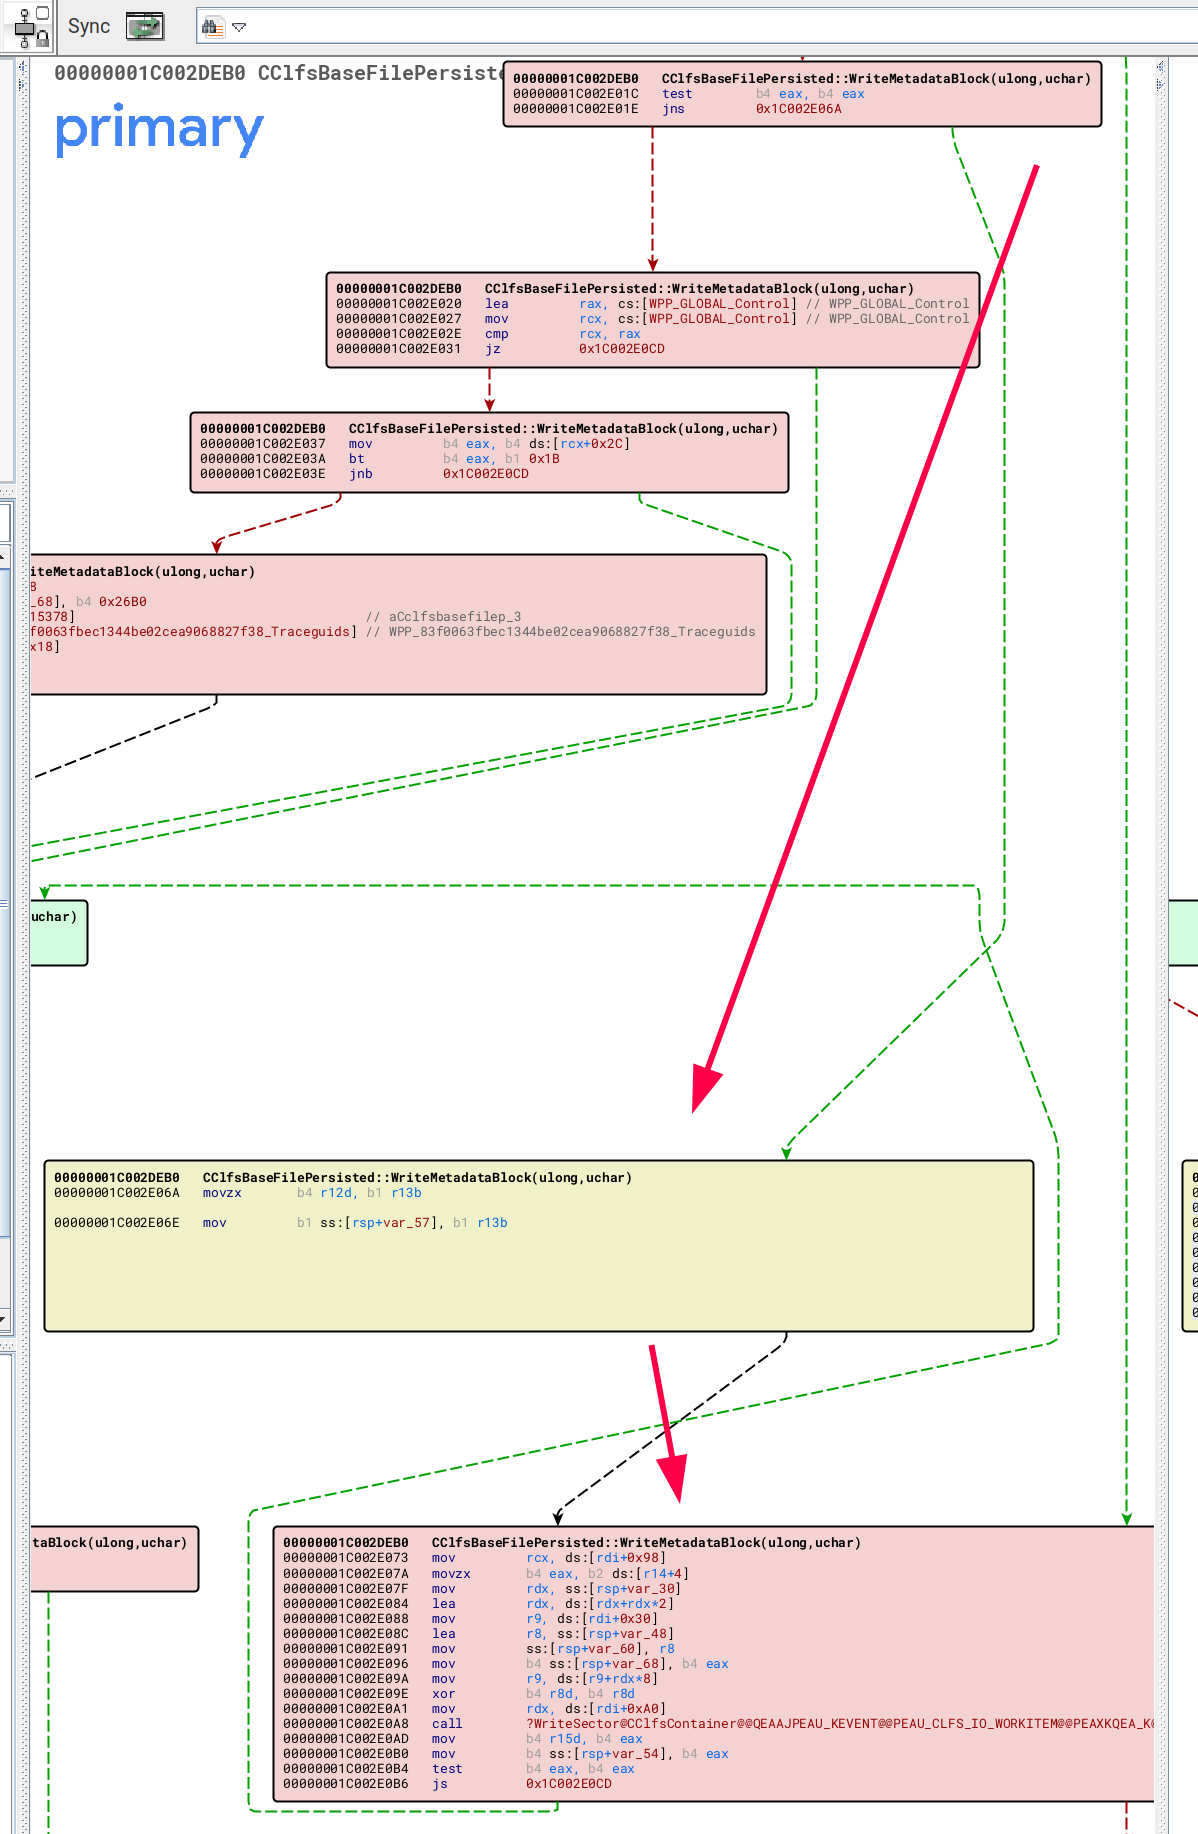 Sync
00000001C002DEB0 CClfsBaseFilePersiste
primary
00000001C002DEB0 CClfsBaseFilePersisted::WriteMetadataBlock(ulong,uchar)
00000001C002E01C test b4 eax, b4 eax
00000001C002E01E jns 0x1C002E06A
00000001C002DEB0 CClfsBaseFilePersisted::WriteMetadataBlock(ulong,uchar)
00000001C002E020 lea rax, cs:[WPP_GLOBAL_Control] // WPP_GLOBAL_Control
00000001C002E027 mov rcx, cs:[WPP_GLOBAL_Control] // WPP_GLOBAL_Control
00000001C002E02E cmp rcx, rax
00000001C002E031 jz 0x1C002E0CD
00000001C002DEB0 CClfsBaseFilePersisted::WriteMetadataBlock(ulong,uchar)
00000001C002E037 mov b4 eax, b4 ds:[rcx+0x2C]
00000001C002E03A bt b4 eax, b1 0x1B
00000001C002E03E jnb 0x1C002E0CD
iteMetadataBlock(ulong,uchar)
8
_68], b4 0x26B0
15378] // aCclfsbasefilep_3
f0063fbec1344be02cea9068827f38_Traceguids] // WPP_83f0063fbec1344be02cea9068827f38_Traceguids
x18]
uchar)
00000001C002DEB0 CClfsBaseFilePersisted::WriteMetadataBlock(ulong,uchar)
00000001C002E06A movzx b4 r12d, b1 r13b
00000001C002E06E mov b1 ss:[rsp+var_57], b1 r13b
taBlock(ulong,uchar)
00000001C002DEB0 CClfsBaseFilePersisted::WriteMetadataBlock(ulong,uchar)
00000001C002E073 mov rcx, ds:[rdi+0x98]
00000001C002E07A movzx b4 eax, b2 ds:[r14+4]
00000001C002E07F mov rdx, ss:[rsp+var_30]
00000001C002E084 lea rdx, ds:[rdx+rdx*2]
00000001C002E088 mov r9, ds:[rdi+0x30]
00000001C002E08C lea r8, ss:[rsp+var_48]
00000001C002E091 mov ss:[rsp+var_60], r8
00000001C002E096 mov b4 ss:[rsp+var_68], b4 eax
00000001C002E09A mov r9, ds:[r9+rdx*8]
00000001C002E09E xor b4 r8d, b4 r8d
00000001C002E0A1 mov rdx, ds:[rdi+0xA0]
00000001C002E0A8 call ?WriteSector@CClfsContainer@@QEAAJPEAU_KEVENT@@PEAU_CLFS_IO_WORKITEM@@PEAXKQEA_K
00000001C002E0AD mov b4 r15d, b4 eax
00000001C002E0B0 mov b4 ss:[rsp+var_54], b4 eax
00000001C002E0B4 test b4 eax, b4 eax
00000001C002E0B6 js 0x1C002E0CD